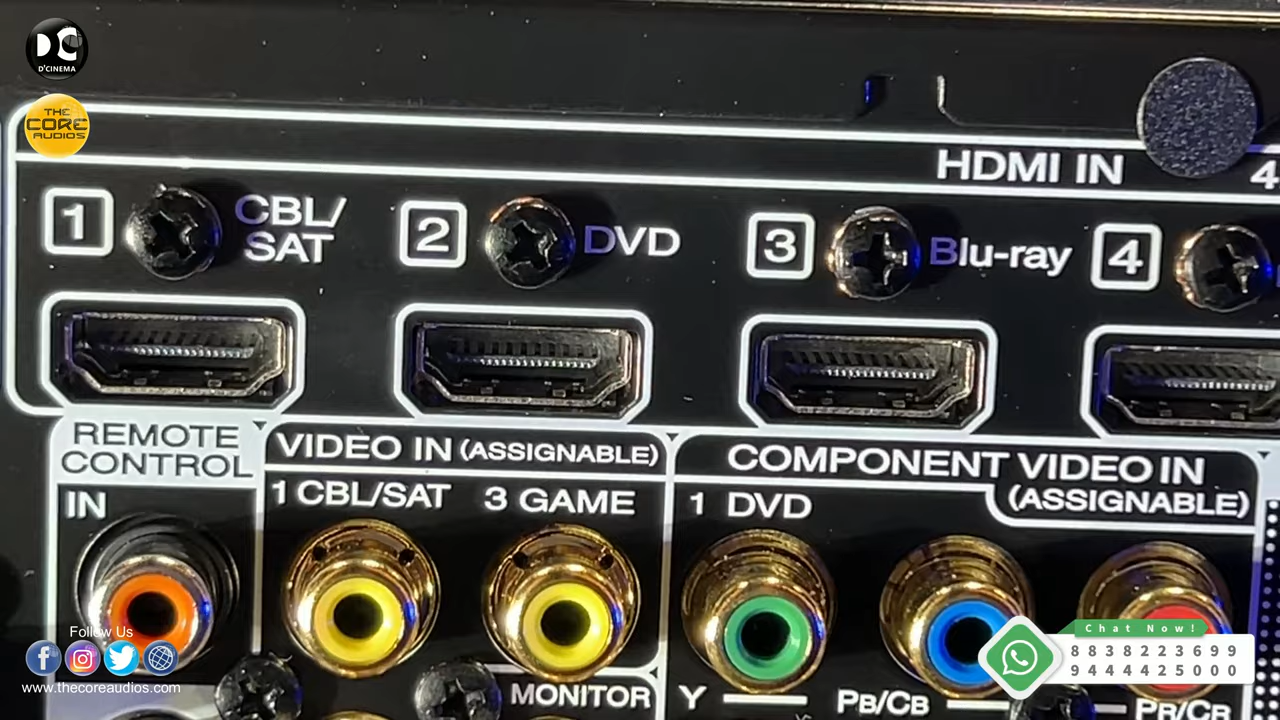 DC
D'CINEMA
THE
CORE
AUDIOS
HDMI IN
1
CBL/
SAT
2
DVD
3
Blu-ray
4
4
REMOTE
CONTROL
IN
VIDEO IN (ASSIGNABLE)
1 CBL/SAT
3 GAME
COMPONENT VIDEO IN
(ASSIGNABLE)
1 DVD
MONITOR
Y
PB/CB
PR/CR
Follow Us
www.thecoreaudios.com
Chat Now!
8838223699
9444425000